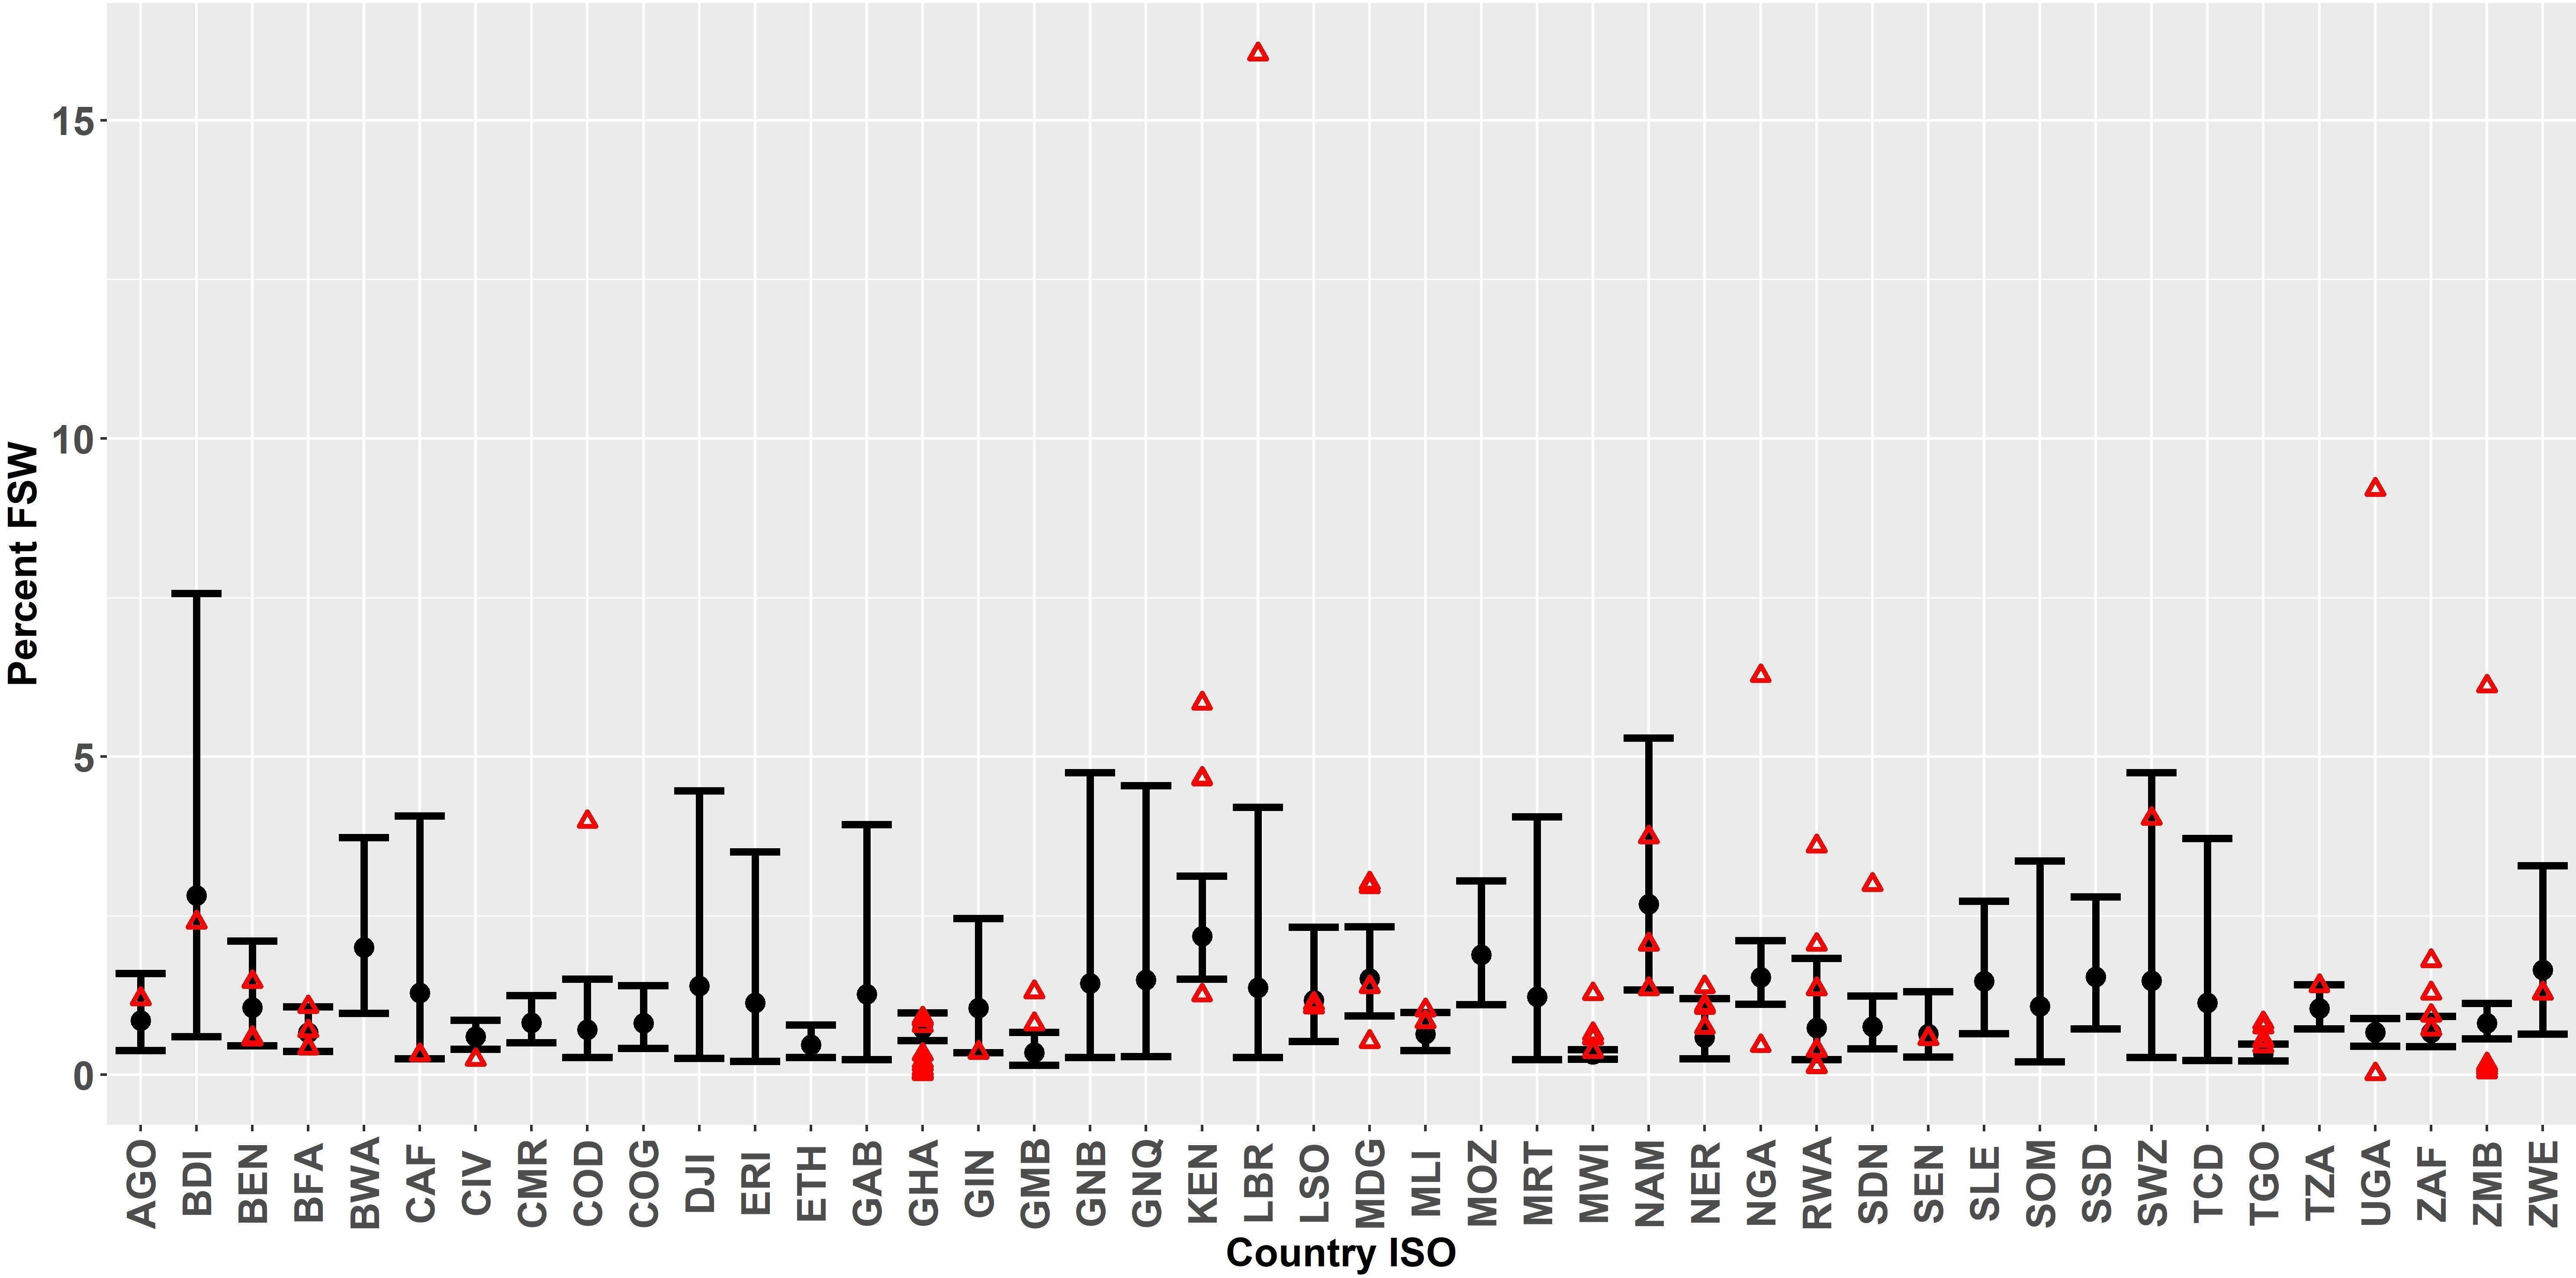 Percent FSW
15
10
5
0
AGO BDI BEN BFA BWA CAF CIV CMR COD COG DJI ERI ETH GAB GHA GIN GMB GNB GNQ KEN LBR LSO MDG MLI MOZ MRT MWI NAM NER NGA RWA SDN SEN SLE SOM SSD SWZ TCD TGO TZA UGA ZAF ZMB ZWE
Country ISO